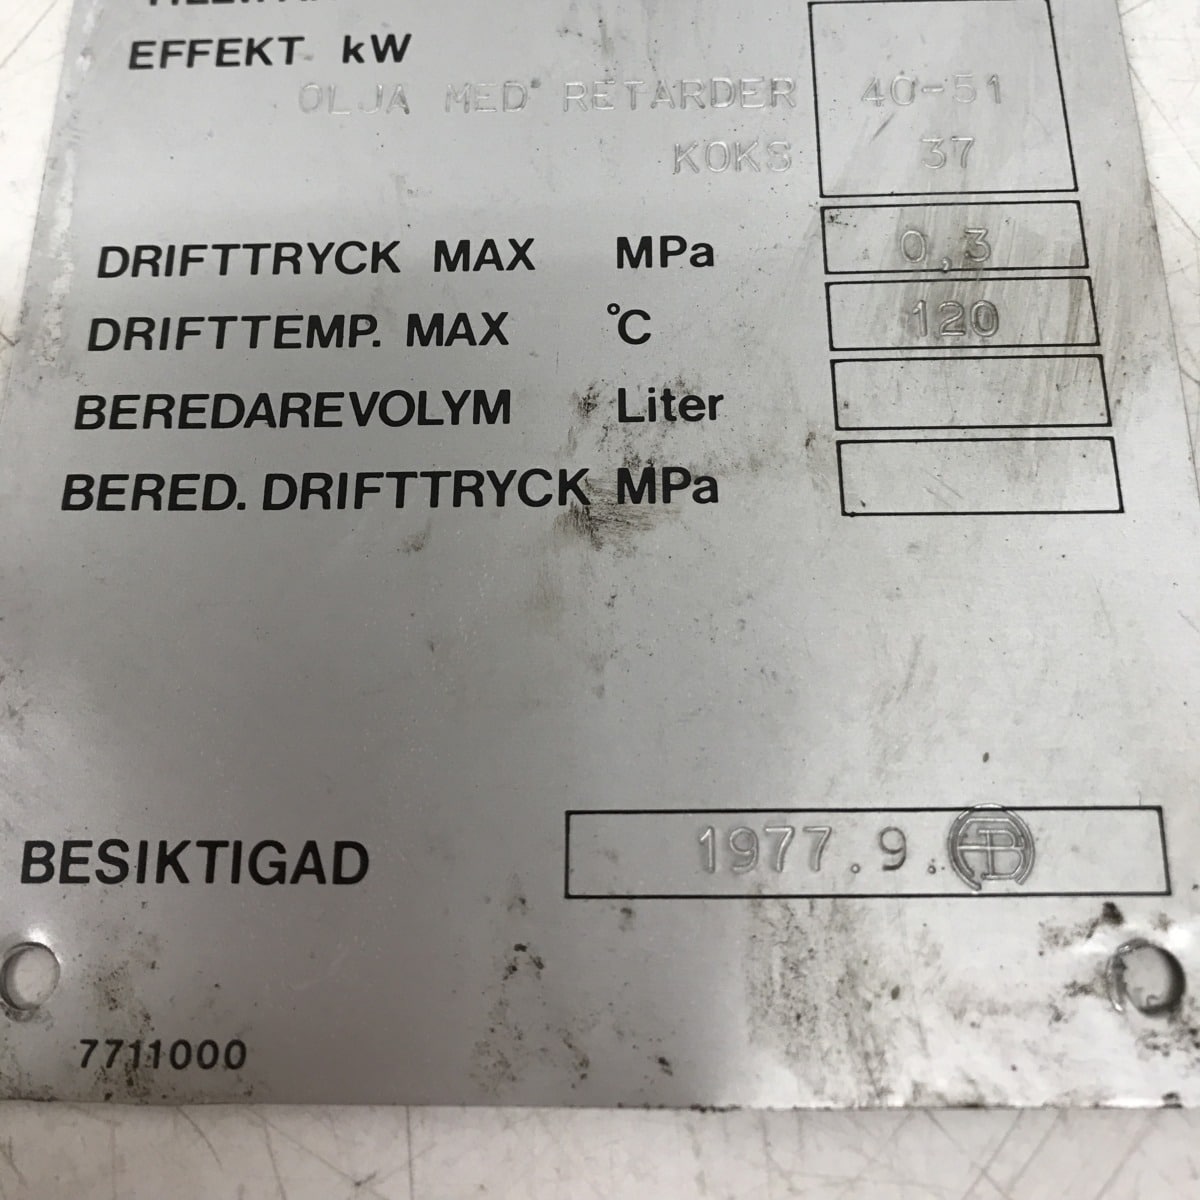 EFFEKT kW
OLJA MED RETARDER 40-51
KOKS 37
DRIFTTRYCK MAX MPa 0,3
DRIFTTEMP. MAX °C 120
BEREDAREVOLYM Liter
BERED. DRIFTTRYCK MPa
BESIKTIGAD 1977.9.
7711000